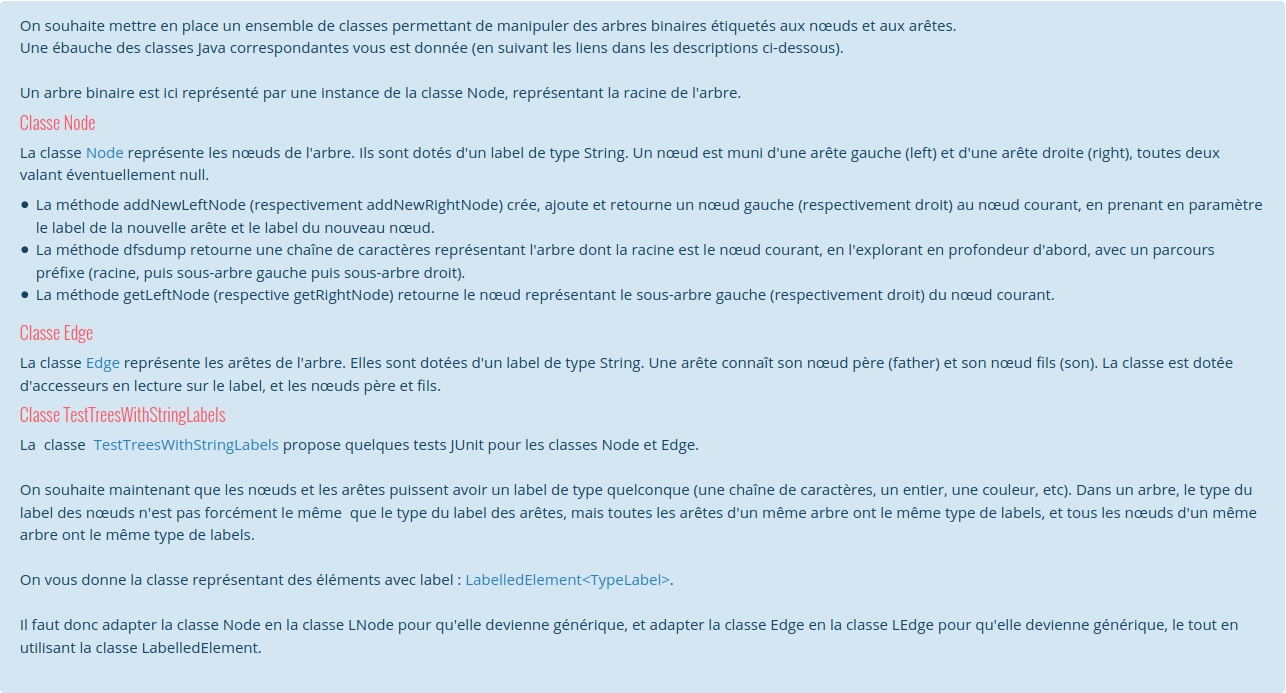 On souhaite mettre en place un ensemble de classes permettant de manipuler des arbres binaires étiquetés aux nœuds et aux arêtes.
Une ébauche des classes Java correspondantes vous est donnée (en suivant les liens dans les descriptions ci-dessous).
Un arbre binaire est ici représenté par une instance de la classe Node, représentant la racine de l'arbre.
Classe Node
La classe Node représente les nœuds de l'arbre. Ils sont dotés d'un label de type String. Un nœud est muni d'une arête gauche (left) et d'une arête droite (right), toutes deux
valant éventuellement null.
● La méthode addNewLeftNode (respectivement addNewRightNode) crée, ajoute et retourne un nœud gauche (respectivement droit) au nœud courant, en prenant en paramètre
le label de la nouvelle arête et le label du nouveau nœud.
● La méthode dfsdump retourne une chaîne de caractères représentant l'arbre dont la racine est le nœud courant, en l'explorant en profondeur d'abord, avec un parcours
préfixe (racine, puis sous-arbre gauche puis sous-arbre droit).
● La méthode getLeftNode (respective getRightNode) retourne le nœud représentant le sous-arbre gauche (respectivement droit) du nœud courant.
Classe Edge
La classe Edge représente les arêtes de l'arbre. Elles sont dotées d'un label de type String. Une arête connaît son nœud père (father) et son nœud fils (son). La classe est dotée
d'accesseurs en lecture sur le label, et les nœuds père et fils.
Classe TestTreesWithStringLabels
La classe TestTreesWithStringLabels propose quelques tests JUnit pour les classes Node et Edge.
On souhaite maintenant que les nœuds et les arêtes puissent avoir un label de type quelconque (une chaîne de caractères, un entier, une couleur, etc). Dans un arbre, le type du
label des nœuds n'est pas forcément le même que le type du label des arêtes, mais toutes les arêtes d'un même arbre ont le même type de labels, et tous les nœuds d'un même
arbre ont le même type de labels.
On vous donne la classe représentant des éléments avec label : LabelledElement<TypeLabel>.
Il faut donc adapter la classe Node en la classe LNode pour qu'elle devienne générique, et adapter la classe Edge en la classe LEdge pour qu'elle devienne générique, le tout en
utilisant la classe LabelledElement.